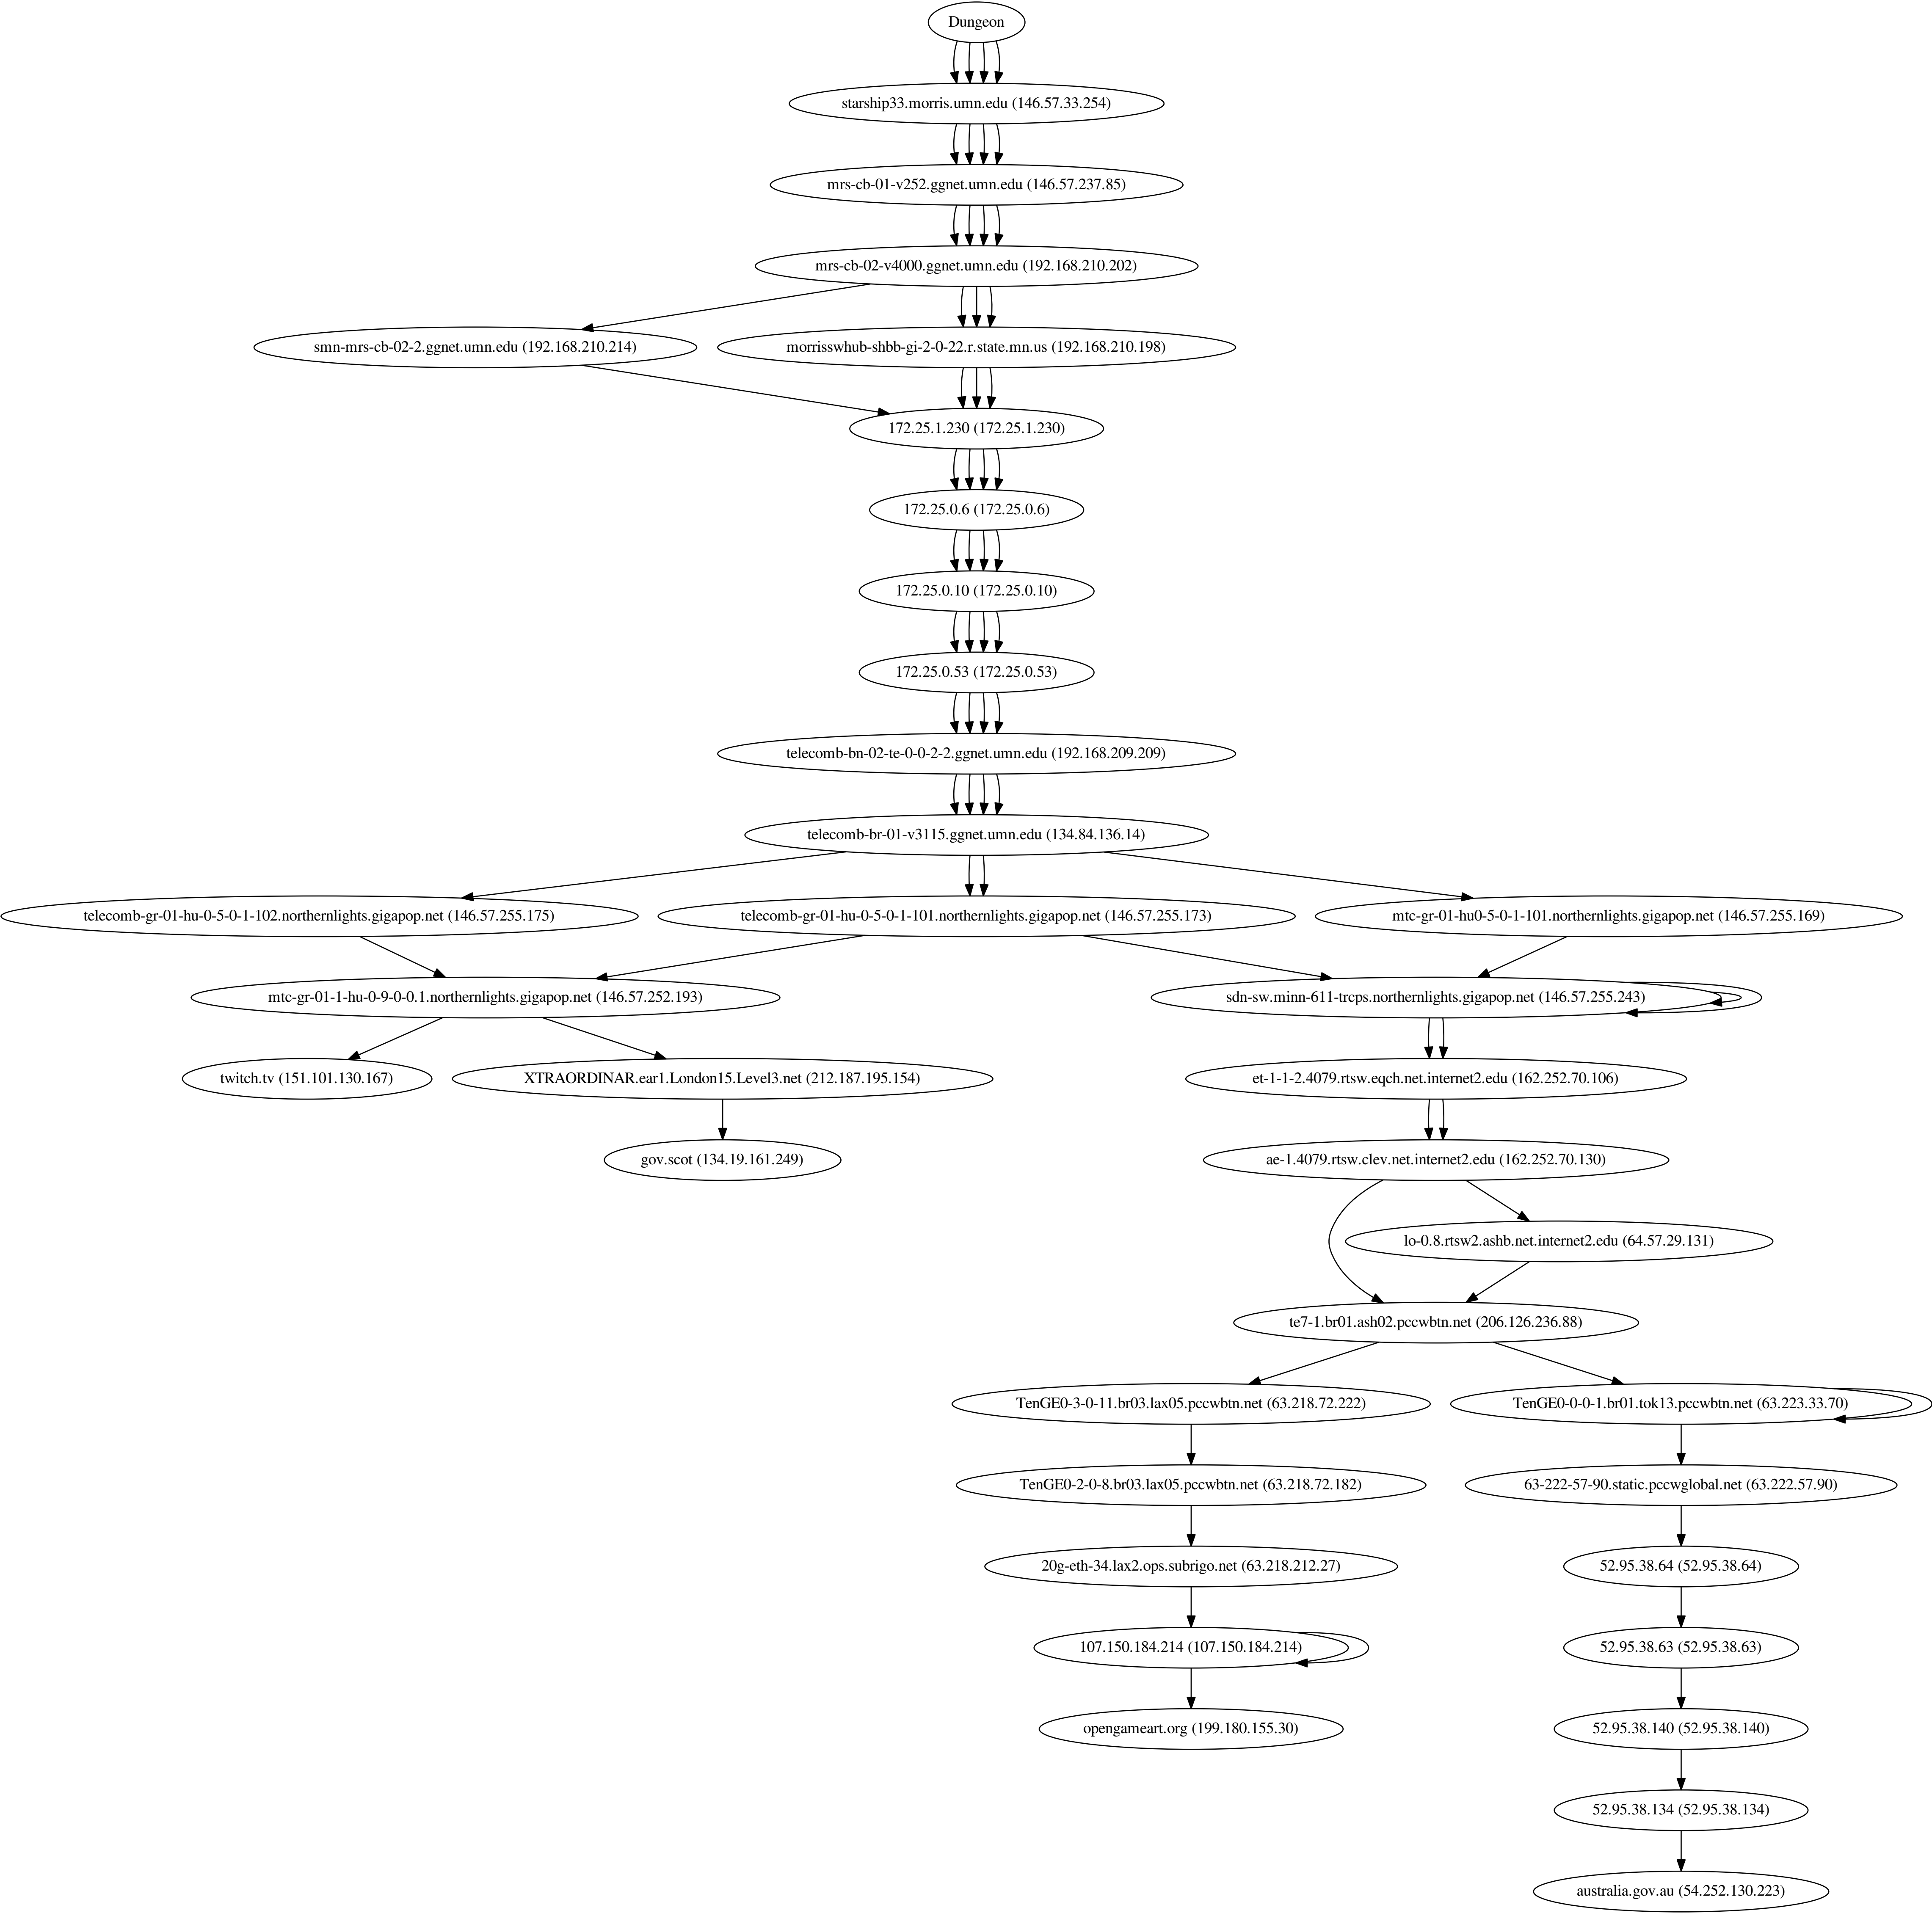 Dungeon
starship33.morris.umn.edu (146.57.33.254)
mrs-cb-01-v252.ggnet.umn.edu (146.57.237.85)
mrs-cb-02-v4000.ggnet.umn.edu (192.168.210.202)
smn-mrs-cb-02-2.ggnet.umn.edu (192.168.210.214)
morrisswhub-shbb-gi-2-0-22.r.state.mn.us (192.168.210.198)
172.25.1.230 (172.25.1.230)
172.25.0.6 (172.25.0.6)
172.25.0.10 (172.25.0.10)
172.25.0.53 (172.25.0.53)
telecomb-bn-02-te-0-0-2-2.ggnet.umn.edu (192.168.209.209)
telecomb-br-01-v3115.ggnet.umn.edu (134.84.136.14)
telecomb-gr-01-hu-0-5-0-1-102.northernlights.gigapop.net (146.57.255.175)
telecomb-gr-01-hu-0-5-0-1-101.northernlights.gigapop.net (146.57.255.173)
mtc-gr-01-hu0-5-0-1-101.northernlights.gigapop.net (146.57.255.169)
mtc-gr-01-1-hu-0-9-0-0.1.northernlights.gigapop.net (146.57.252.193)
sdn-sw.minn-611-trcps.northernlights.gigapop.net (146.57.255.243)
twitch.tv (151.101.130.167)
XTRAORDINAR.ear1.London15.Level3.net (212.187.195.154)
et-1-1-2.4079.rtsw.eqch.net.internet2.edu (162.252.70.106)
gov.scot (134.19.161.249)
ae-1.4079.rtsw.clev.net.internet2.edu (162.252.70.130)
lo-0.8.rtsw2.ashb.net.internet2.edu (64.57.29.131)
te7-1.br01.ash02.pccwbtn.net (206.126.236.88)
TenGE0-3-0-11.br03.lax05.pccwbtn.net (63.218.72.222)
TenGE0-0-0-1.br01.tok13.pccwbtn.net (63.223.33.70)
TenGE0-2-0-8.br03.lax05.pccwbtn.net (63.218.72.182)
63-222-57-90.static.pccwglobal.net (63.222.57.90)
20g-eth-34.lax2.ops.subrigo.net (63.218.212.27)
52.95.38.64 (52.95.38.64)
107.150.184.214 (107.150.184.214)
52.95.38.63 (52.95.38.63)
opengameart.org (199.180.155.30)
52.95.38.140 (52.95.38.140)
52.95.38.134 (52.95.38.134)
australia.gov.au (54.252.130.223)